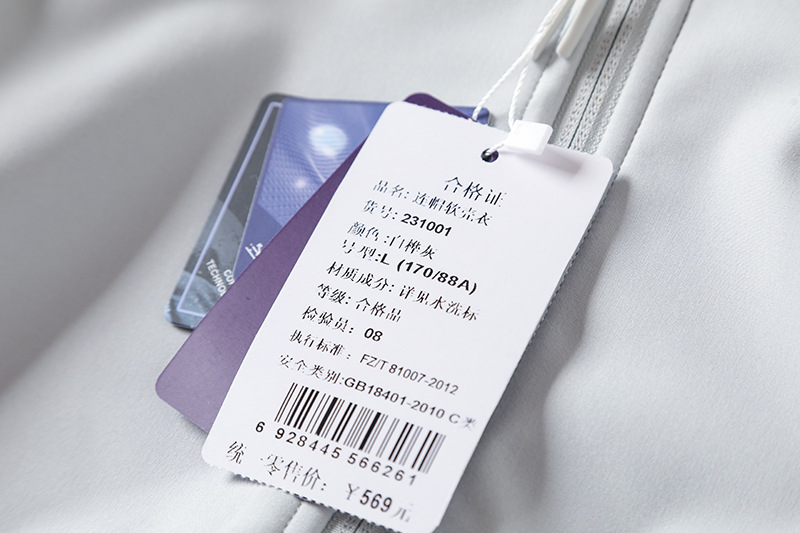 合格证
品名: 连帽软壳衣
货号: 231001
颜色:白桦灰
号型:L (170/88A)
材质成分: 详见水洗标
等级: 合格品
检验员: 08
执行标准: FZ/T 81007-2012
安全类别:GB18401-2010 C类
6 928445 566261
统一零售价: ¥569元